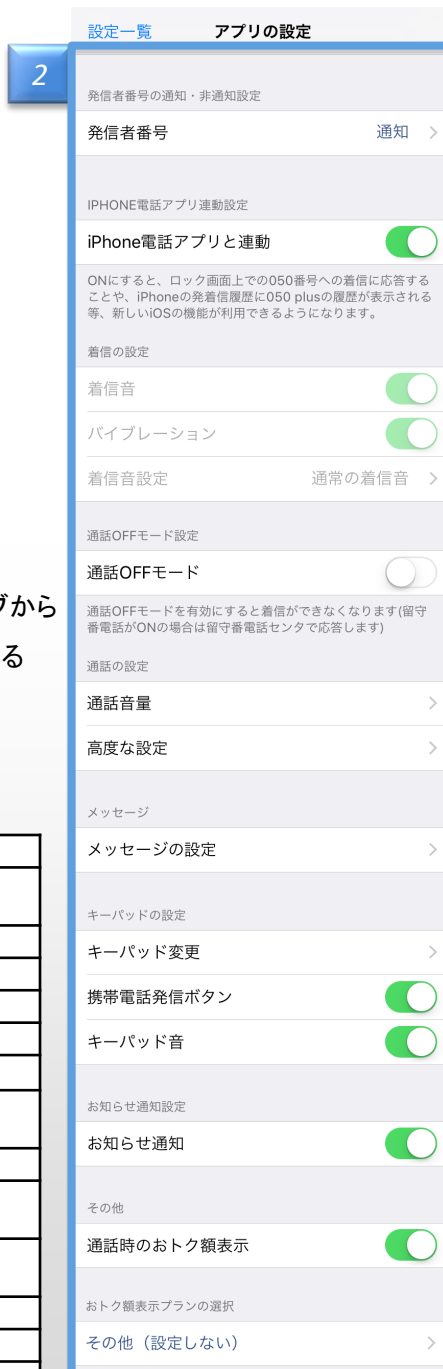 設定一覧 アプリの設定
2
発信者番号の通知・非通知設定
発信者番号 通知
IPHONE電話アプリ連動設定
iPhone電話アプリと連動
ONにすると、ロック画面上での050番号への着信に応答する
ことや、iPhoneの発着信履歴に050 plusの履歴が表示される
等、新しいiOSの機能が利用できるようになります。
着信の設定
着信音
バイブレーション
着信音設定 通常の着信音
通話OFFモード設定
通話OFFモード
ブから
通話OFFモードを有効にすると着信ができなくなります(留守
番電話がONの場合は留守番電話センタで応答します)
る
通話の設定
通話音量
高度な設定
メッセージ
メッセージの設定
キーパッドの設定
キーパッド変更
携帯電話発信ボタン
キーパッド音
お知らせ通知設定
お知らせ通知
その他
通話時のおトク額表示
おトク額表示プランの選択
その他（設定しない）